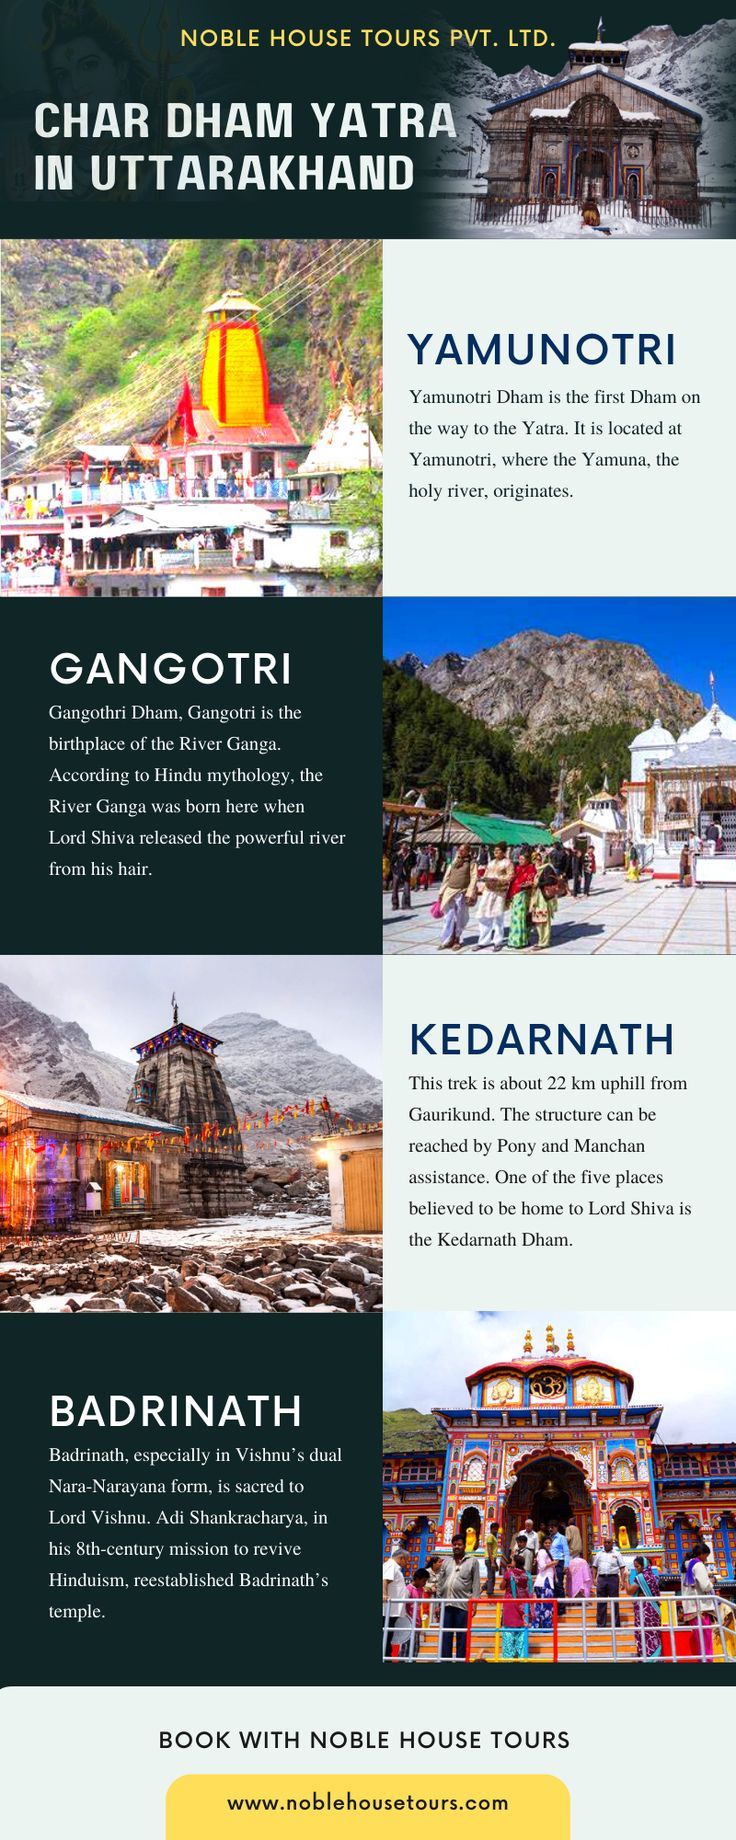 NOBLE HOUSE TOURS PVT. LTD.
CHAR DHAM YATRA
IN UTTARAKHAND
YAMUNOTRI
Yamunotri Dham is the first Dham on
the way to the Yatra. It is located at
Yamunotri, where the Yamuna, the
holy river, originates.
GANGOTRI
Gangothri Dham, Gangotri is the
birthplace of the River Ganga.
According to Hindu mythology, the
River Ganga was born here when
Lord Shiva released the powerful river
from his hair.
KEDARNATH
This trek is about 22 km uphill from
Gaurikund. The structure can be
reached by Pony and Manchan
assistance. One of the five places
believed to be home to Lord Shiva is
the Kedarnath Dham.
BADRINATH
Badrinath, especially in Vishnu’s dual
Nara-Narayana form, is sacred to
Lord Vishnu. Adi Shankracharya, in
his 8th-century mission to revive
Hinduism, reestablished Badrinath’s
temple.
BOOK WITH NOBLE HOUSE TOURS
www.noblehousetours.com